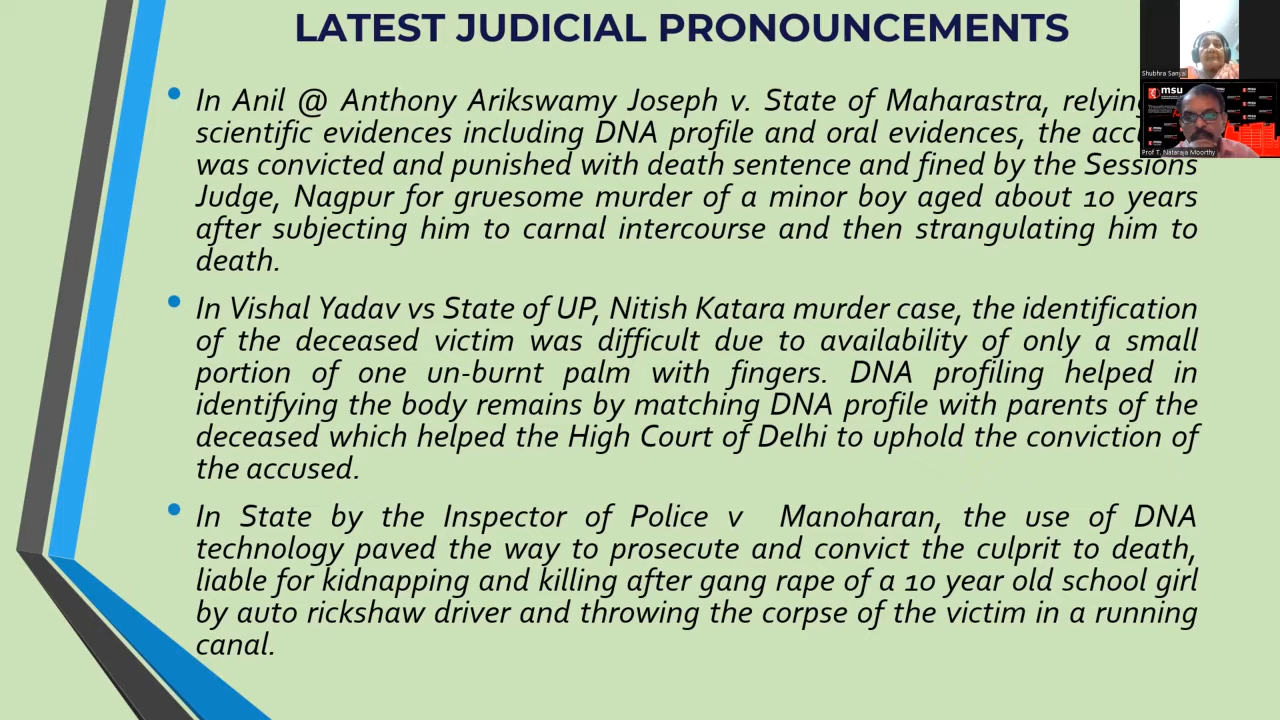 LATEST JUDICIAL PRONOUNCEMENTS
In Anil @ Anthony Arikswamy Joseph v. State of Maharastra, relying
scientific evidences including DNA profile and oral evidences, the
was convicted and punished with death sentence and fined by the Sessions
Judge, Nagpur for gruesome murder of a minor boy aged about 10 years
after subjecting him to carnal intercourse and then strangulating him to
death.
In Vishal Yadav vs State of UP, Nitish Katara murder case, the identification
of the deceased victim was difficult due to availability of only a small
portion of one un-burnt palm with fingers. DNA profiling helped in
identifying the body remains by matching DNA profile with parents of the
deceased which helped the High Court of Delhi to uphold the conviction of
the accused.
In State by the Inspector of Police v Manoharan, the use of DNA
technology paved the way to prosecute and convict the culprit to death,
liable for kidnapping and killing after gang rape of a 10 year old school girl
by auto rickshaw driver and throwing the corpse of the victim in a running
canal.
Shubhra Sanyal
msu
Prof T. Nataraja Moorthy